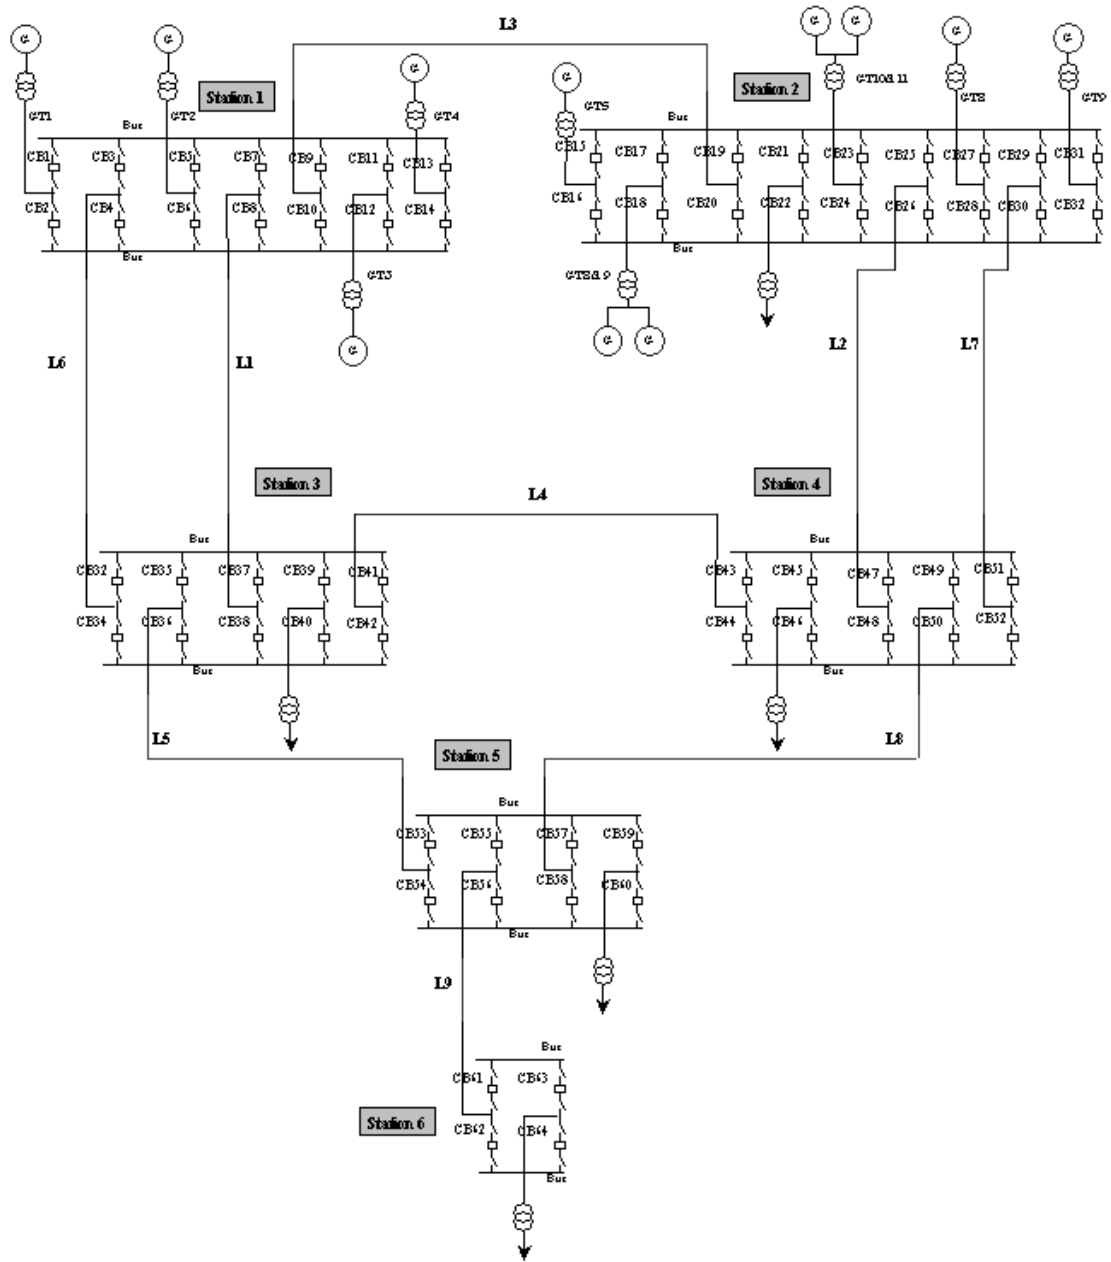 L3
G
G
G
G
G
G
G
G
GT10&11
GT8
GT9
GT1
GT2
GT4
GT5
Station 1
Station 2
Bus
Bus
CB1
CB3
CB5
CB7
CB9
CB11
CB13
CB15
CB17
CB19
CB21
CB23
CB25
CB27
CB29
CB31
CB2
CB4
CB6
CB8
CB10
CB12
CB14
CB16
CB18
CB20
CB22
CB24
CB26
CB28
CB30
CB32
Bus
Bus
GT3
GT8&9
G
G
G
L6
L1
L2
L7
Station 3
Station 4
L4
Bus
Bus
CB32
CB35
CB37
CB39
CB41
CB43
CB45
CB47
CB49
CB51
CB34
CB36
CB38
CB40
CB42
CB44
CB46
CB48
CB50
CB52
Bus
Bus
L5
L8
Station 5
Bus
CB53
CB55
CB57
CB59
CB54
CB56
CB58
CB60
Bus
L9
Bus
CB61
CB63
Station 6
CB62
CB64
Bus